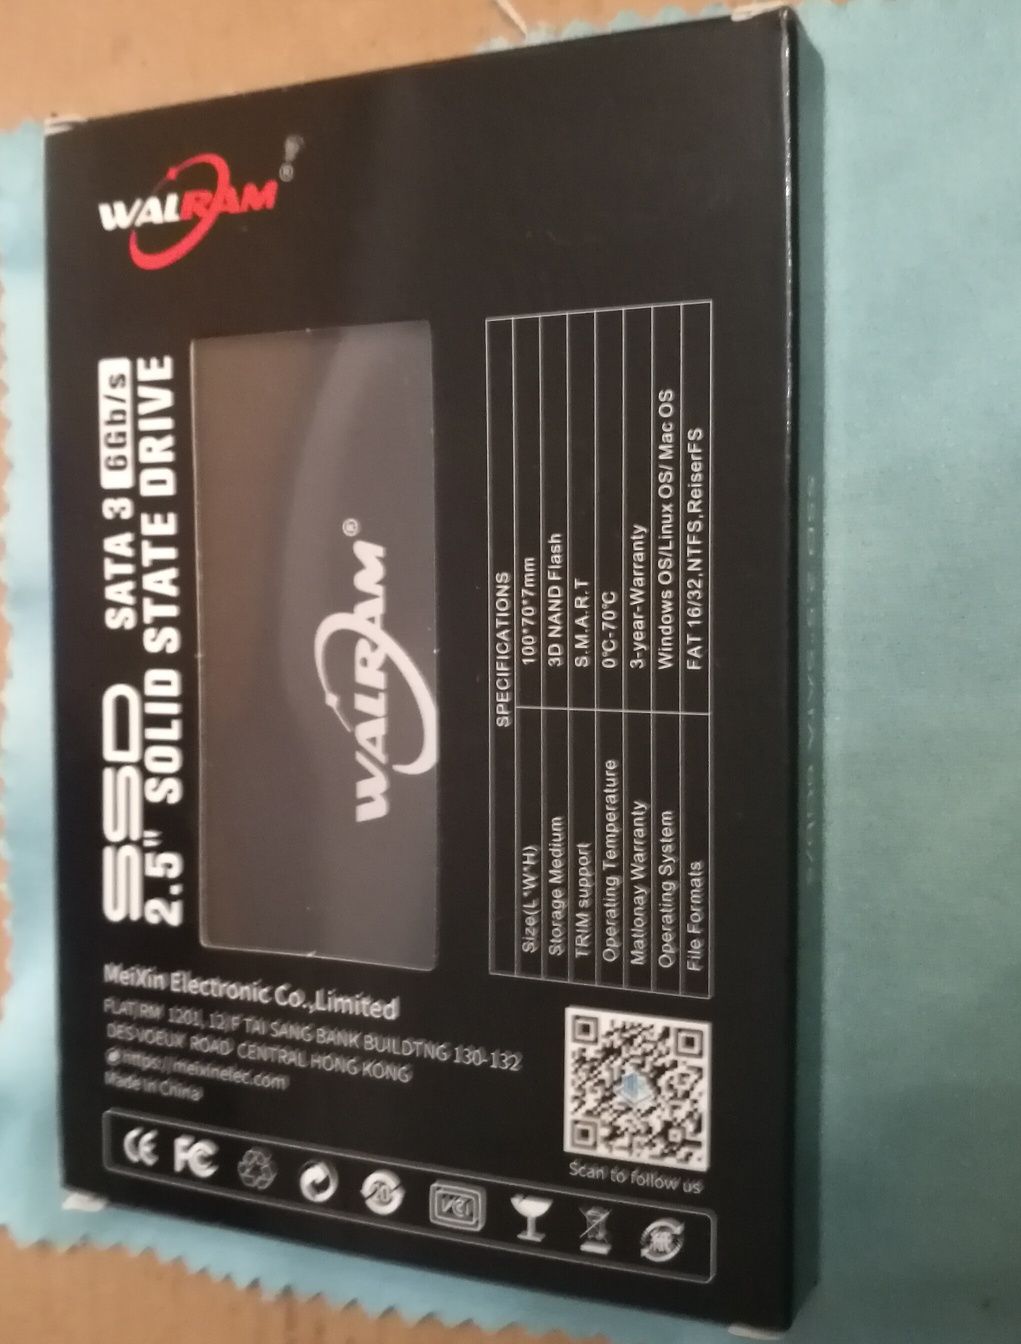 WALRAM®
SSD SATA 3 6Gb/s
2.5" SOLID STATE DRIVE
WALRAM®
SPECIFICATIONS
Size(L*W*H) 100*70*7mm
Storage Medium 3D NAND Flash
TRIM support S.M.A.R.T
Operating Temperature 0℃-70℃
Matlonay Warranty 3-year-Warranty
Operating System Windows OS/Linux OS/ Mac OS
File Formats FAT 16/32,NTFS,ReiserFS
MeiXin Electronic Co.,Limited
FLAT/RM 1201, 12/F TAI SANG BANK BUILDTNG 130-132
DES VOEUX ROAD CENTRAL HONG KONG
https://meixinelec.com
Made in China
CE FC 20
Scan to follow us